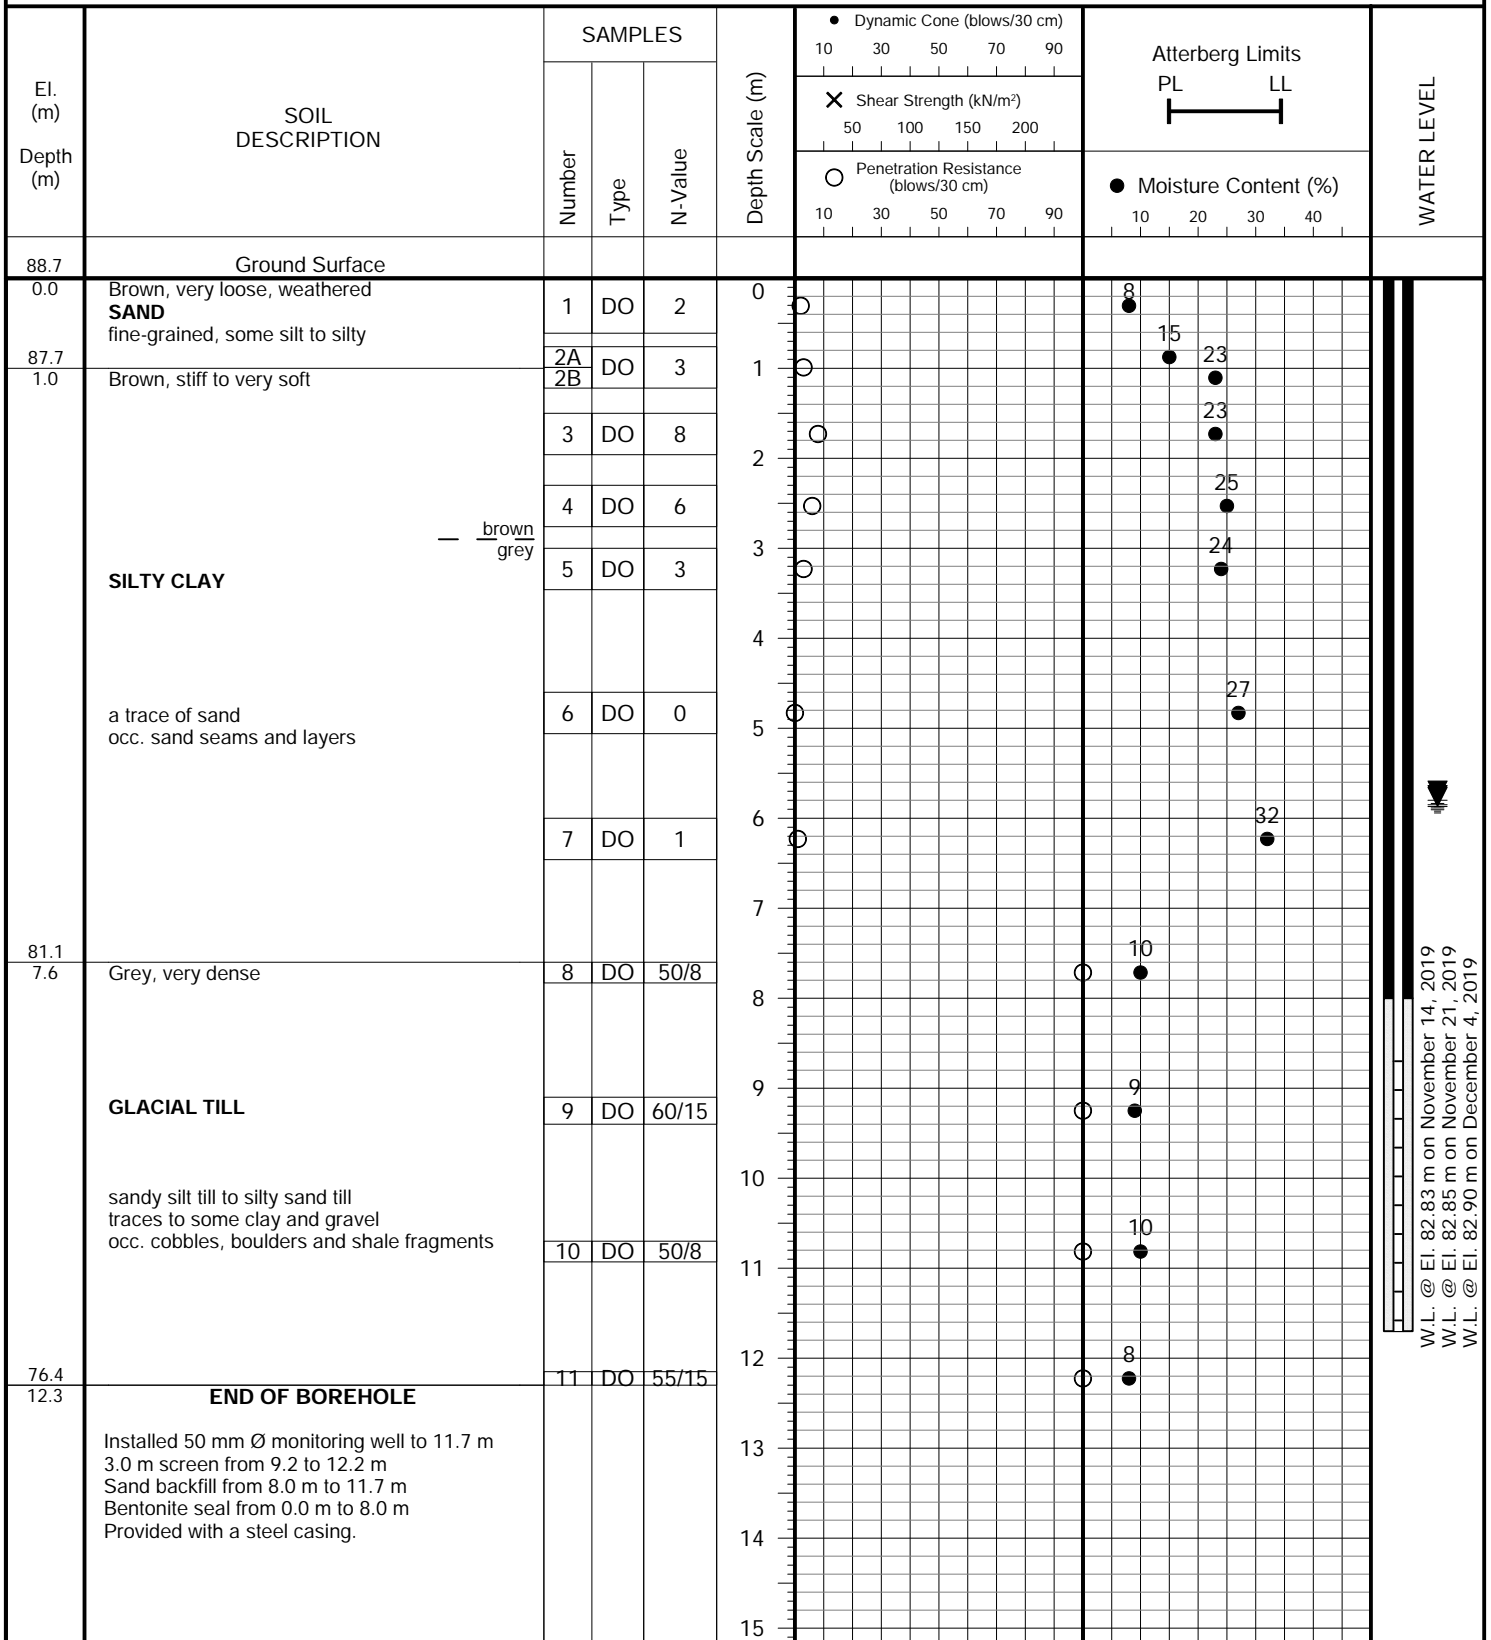 El.
(m)
Depth
(m)
SOIL
DESCRIPTION
SAMPLES
Number
Type
N-Value
Depth Scale (m)
Dynamic Cone (blows/30 cm)
10 30 50 70 90
Shear Strength (kN/m²)
50 100 150 200
Penetration Resistance
(blows/30 cm)
10 30 50 70 90
Atterberg Limits
PL LL
Moisture Content (%)
10 20 30 40
WATER LEVEL
88.7 Ground Surface
0.0 Brown, very loose, weathered
SAND
fine-grained, some silt to silty
1 DO 2
0
8
15
87.7
2A
2B
DO 3
23
1.0 Brown, stiff to very soft
1
3 DO 8
23
2
4 DO 6
25
brown
grey
3
5 DO 3
24
SILTY CLAY
4
a trace of sand
occ. sand seams and layers
6 DO 0
27
5
6
7 DO 1
32
7
81.1
7.6 Grey, very dense
8 DO 50/8
10
8
9
GLACIAL TILL
9 DO 60/15
9
10
sandy silt till to silty sand till
traces to some clay and gravel
occ. cobbles, boulders and shale fragments
10 DO 50/8
10
11
12
76.4
12.3
11 DO 55/15
8
END OF BOREHOLE
Installed 50 mm Ø monitoring well to 11.7 m
3.0 m screen from 9.2 to 12.2 m
Sand backfill from 8.0 m to 11.7 m
Bentonite seal from 0.0 m to 8.0 m
Provided with a steel casing.
13
14
15
W.L. @ El. 82.83 m on November 14, 2019
W.L. @ El. 82.85 m on November 21, 2019
W.L. @ El. 82.90 m on December 4, 2019